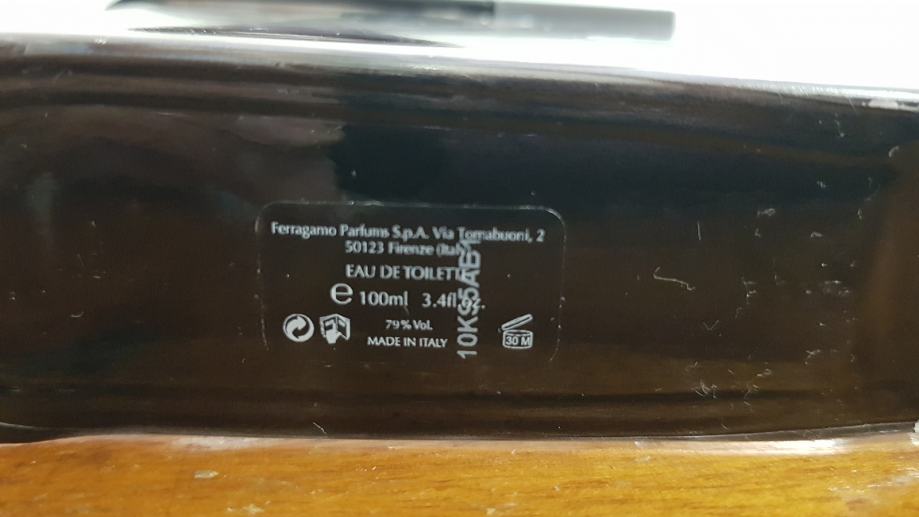 Ferragamo Parfums S.p.A. Via Tornabuoni, 2
50123 Firenze (Italy)
EAU DE TOILETTE
e 100ml 3.4fl.oz.
79% Vol.
MADE IN ITALY
30 M